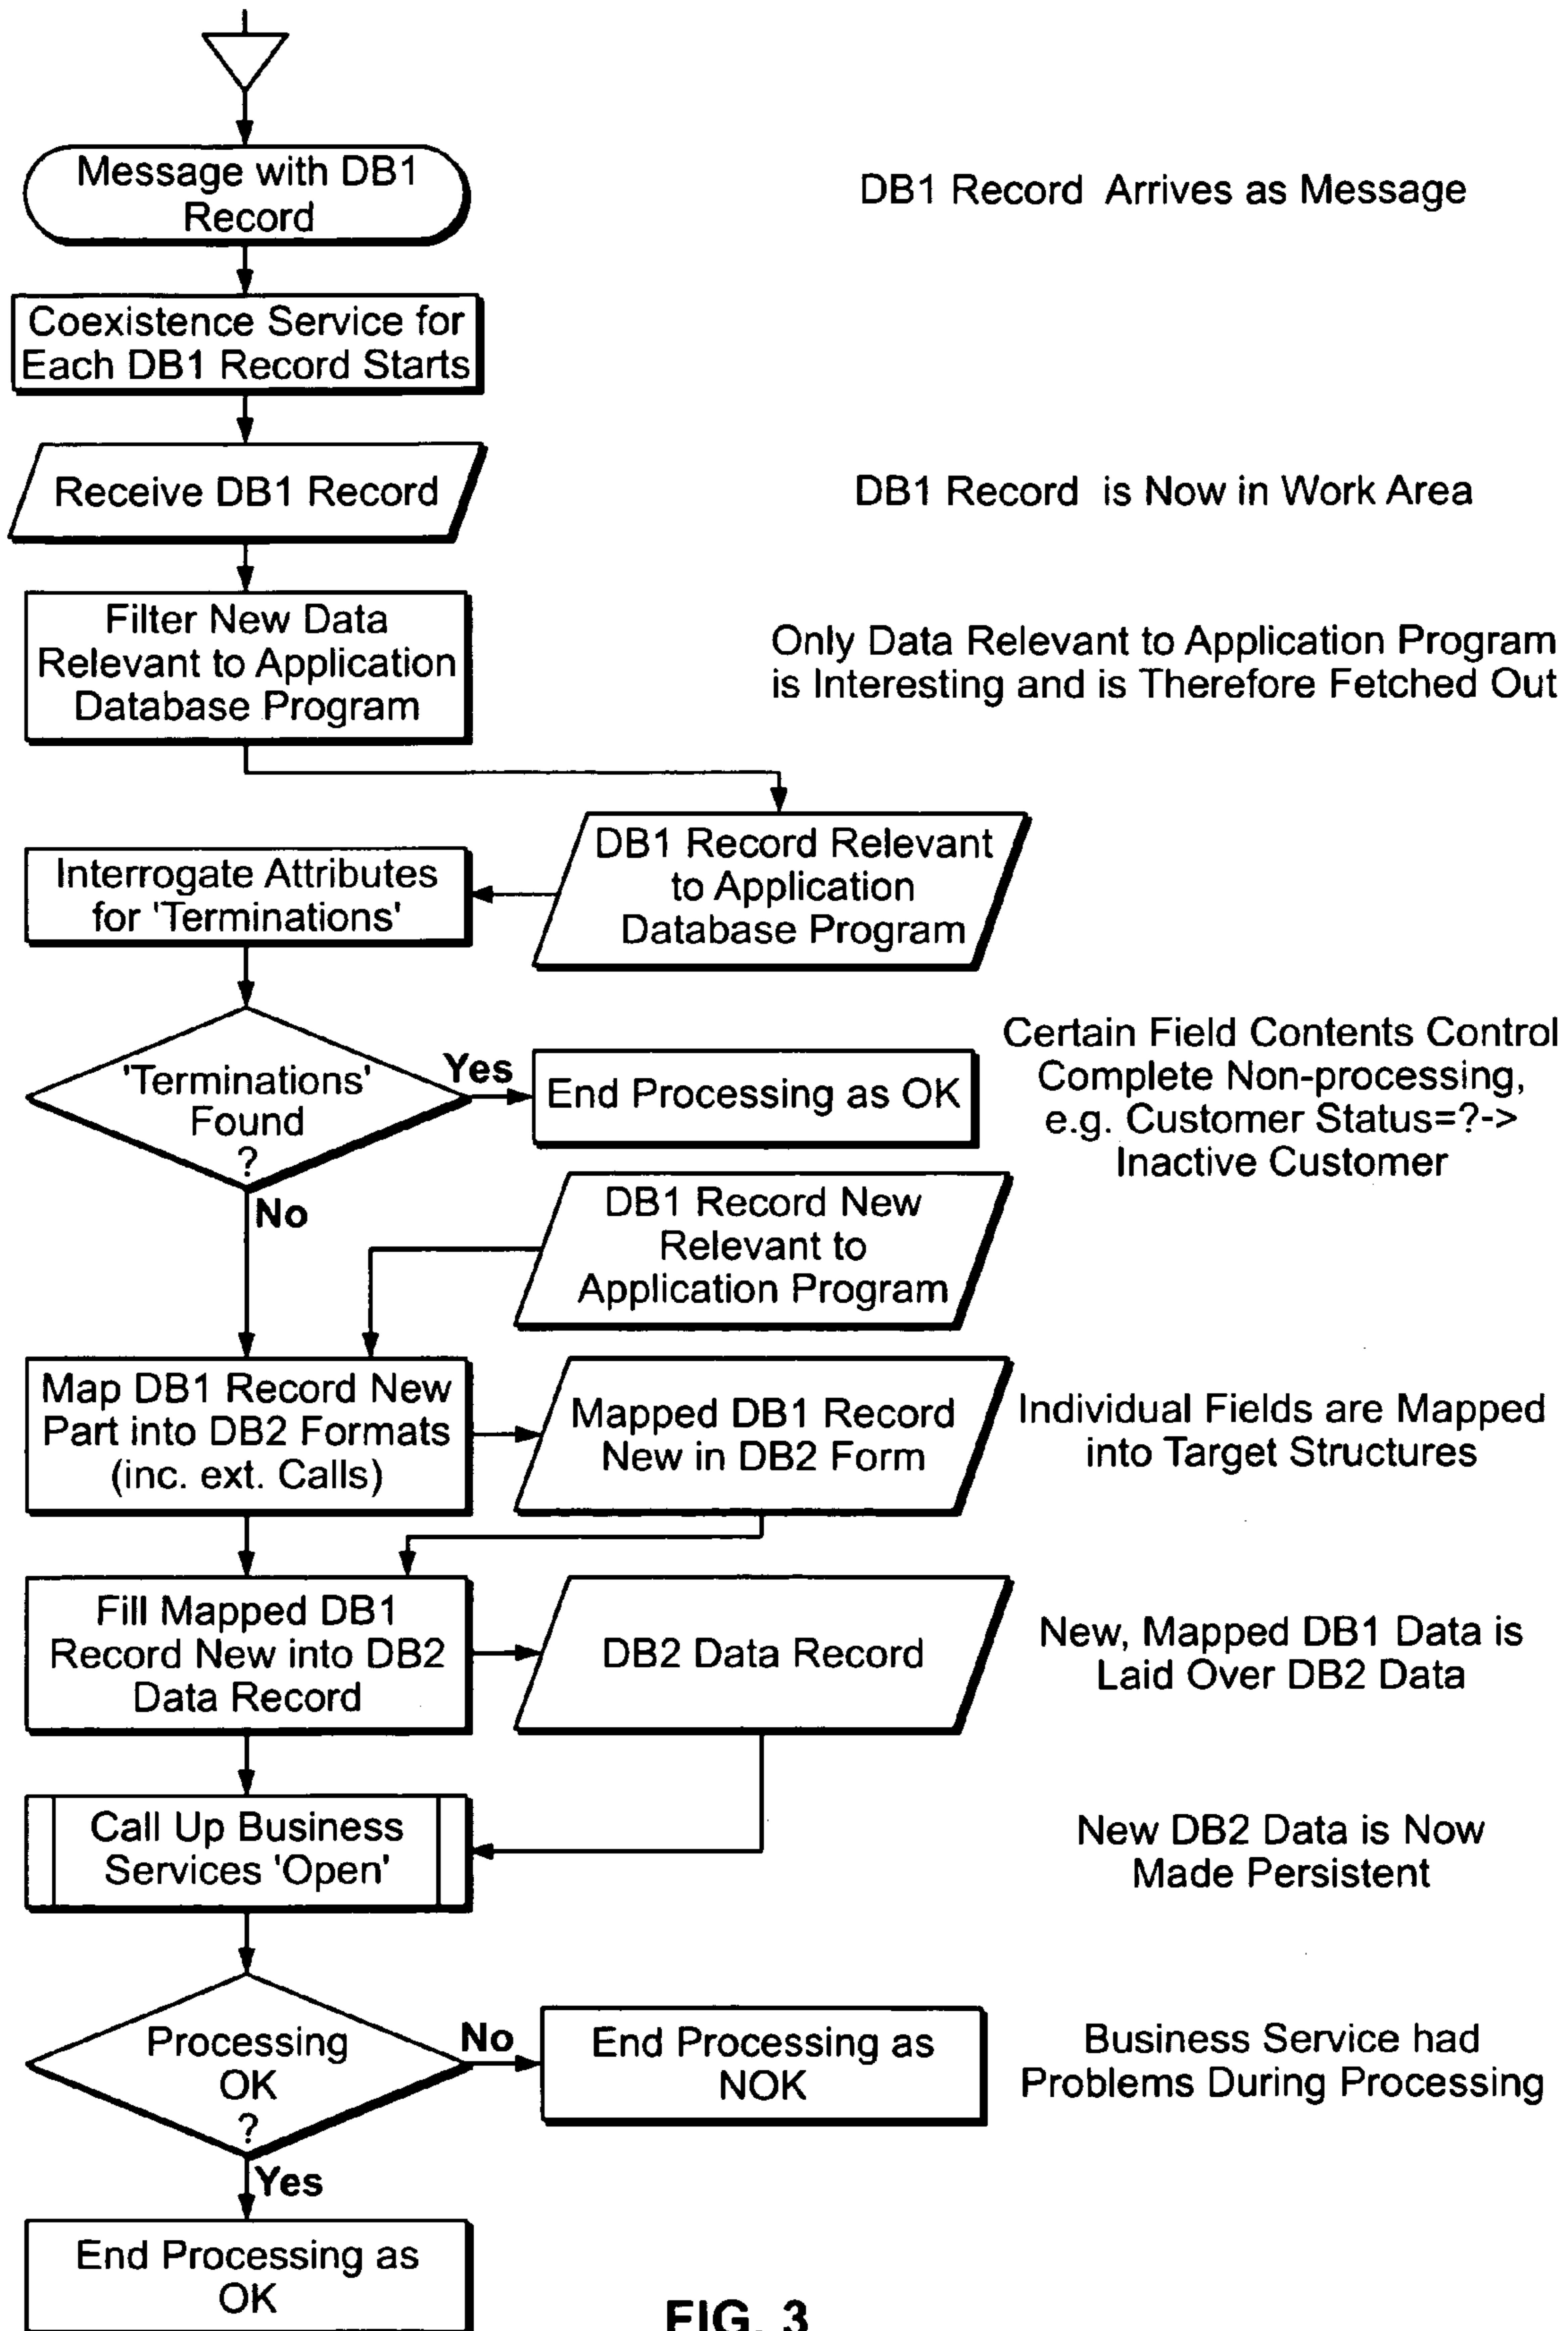 Message with DB1
Record
DB1 Record Arrives as Message
Coexistence Service for
Each DB1 Record Starts
Receive DB1 Record
DB1 Record is Now in Work Area
Filter New Data
Relevant to Application
Database Program
Only Data Relevant to Application Program
is Interesting and is Therefore Fetched Out
DB1 Record Relevant
to Application
Database Program
Interrogate Attributes
for 'Terminations'
'Terminations'
Found
?
Yes
End Processing as OK
Certain Field Contents Control
Complete Non-processing,
e.g. Customer Status=?->
Inactive Customer
No
DB1 Record New
Relevant to
Application Program
Map DB1 Record New
Part into DB2 Formats
(inc. ext. Calls)
Mapped DB1 Record
New in DB2 Form
Individual Fields are Mapped
into Target Structures
Fill Mapped DB1
Record New into DB2
Data Record
DB2 Data Record
New, Mapped DB1 Data is
Laid Over DB2 Data
Call Up Business
Services 'Open'
New DB2 Data is Now
Made Persistent
Processing
OK
?
No
End Processing as
NOK
Business Service had
Problems During Processing
Yes
End Processing as
OK
FIG. 3